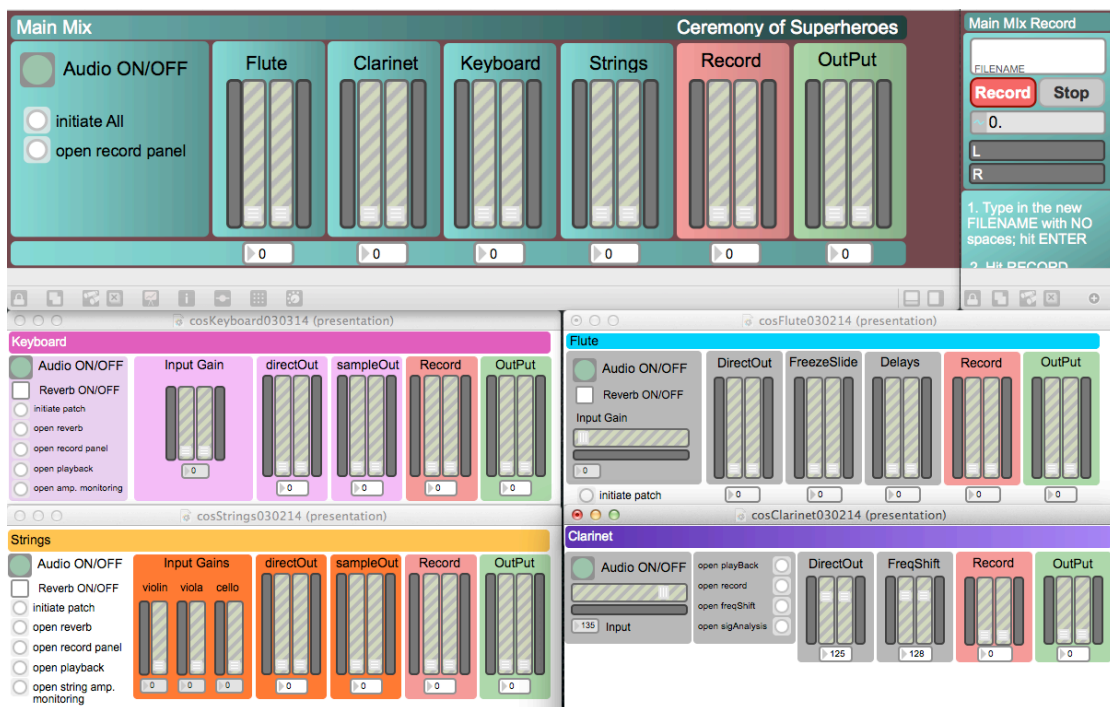 Main Mix
Ceremony of Superheroes
Audio ON/OFF
initiate All
open record panel
Flute
Clarinet
Keyboard
Strings
Record
OutPut
0
0
0
0
0
0
Main MIx Record
FILENAME
Record
Stop
0.
L
R
1. Type in the new
FILENAME with NO
spaces; hit ENTER
2. Hit RECORD
cosKeyboard030314 (presentation)
Keyboard
Audio ON/OFF
Reverb ON/OFF
initiate patch
open reverb
open record panel
open playback
open amp. monitoring
Input Gain
0
directOut
sampleOut
Record
OutPut
0
0
0
0
cosFlute030214 (presentation)
Flute
Audio ON/OFF
Reverb ON/OFF
Input Gain
0
initiate patch
DirectOut
FreezeSlide
Delays
Record
OutPut
0
0
0
0
0
cosStrings030214 (presentation)
Strings
Audio ON/OFF
Reverb ON/OFF
initiate patch
open reverb
open record panel
open playback
open string amp.
monitoring
Input Gains
violin
viola
cello
0
0
0
directOut
sampleOut
Record
OutPut
0
0
0
0
cosClarinet030214 (presentation)
Clarinet
Audio ON/OFF
135
Input
open playBack
open record
open freqShift
open sigAnalysis
DirectOut
FreqShift
Record
OutPut
125
128
0
0